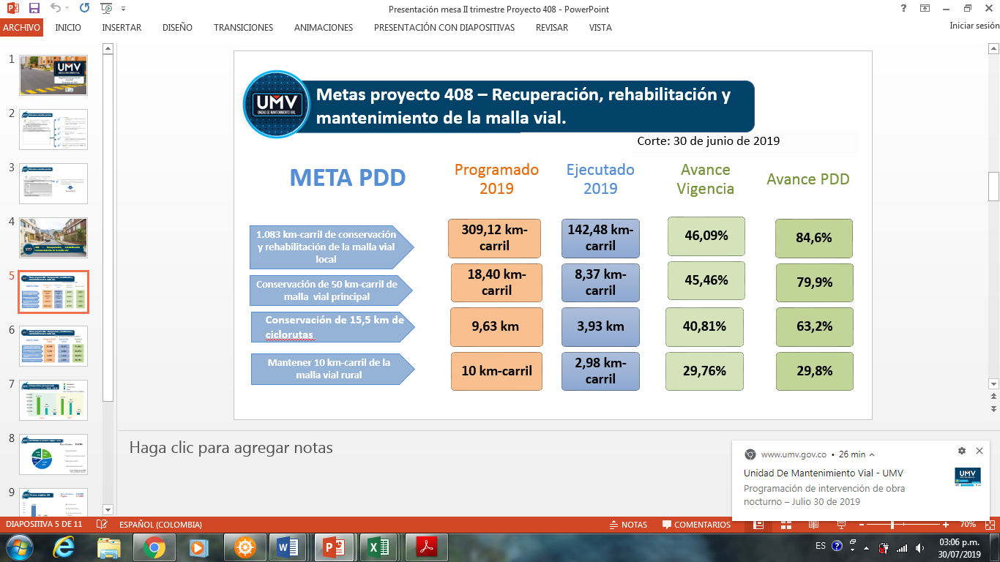 Presentación mesa II trimestre Proyecto 408 - PowerPoint
ARCHIVO INICIO INSERTAR DISEÑO TRANSICIONES ANIMACIONES PRESENTACIÓN CON DIAPOSITIVAS REVISAR VISTA Iniciar sesión
1
UMV
2
3
4
5
6
7
8
9
UMV
UNIDAD DE MANTENIMIENTO VIAL
Metas proyecto 408 – Recuperación, rehabilitación y
mantenimiento de la malla vial.
Corte: 30 de junio de 2019
META PDD
Programado
2019
Ejecutado
2019
Avance
Vigencia
Avance PDD
1.083 km-carril de conservación
y rehabilitación de la malla vial
local
309,12 km-
carril
142,48 km-
carril
46,09%
84,6%
Conservación de 50 km-carril de
malla vial principal
18,40 km-
carril
8,37 km-
carril
45,46%
79,9%
Conservación de 15,5 km de
ciclorutas
9,63 km
3,93 km
40,81%
63,2%
Mantener 10 km-carril de la
malla vial rural
10 km-carril
2,98 km-
carril
29,76%
29,8%
Haga clic para agregar notas
www.umv.gov.co • 26 min
Unidad De Mantenimiento Vial - UMV
Programación de intervención de obra
nocturno – Julio 30 de 2019
DIAPOSITIVA 5 DE 11 ESPAÑOL (COLOMBIA) NOTAS COMENTARIOS 70%
ES
03:06 p.m.
30/07/2019